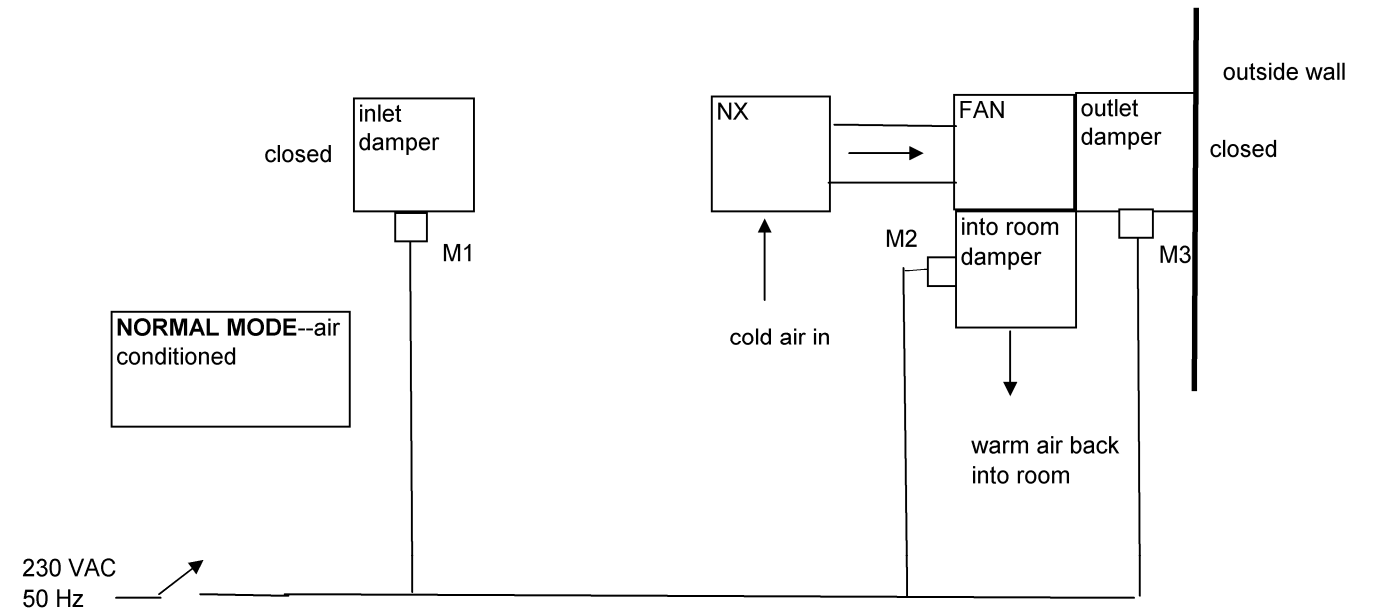 outside wall
inlet
damper
closed
M1
NX
FAN
outlet
damper
closed
M2
into room
damper
M3
cold air in
NORMAL MODE--air
conditioned
warm air back
into room
230 VAC
50 Hz